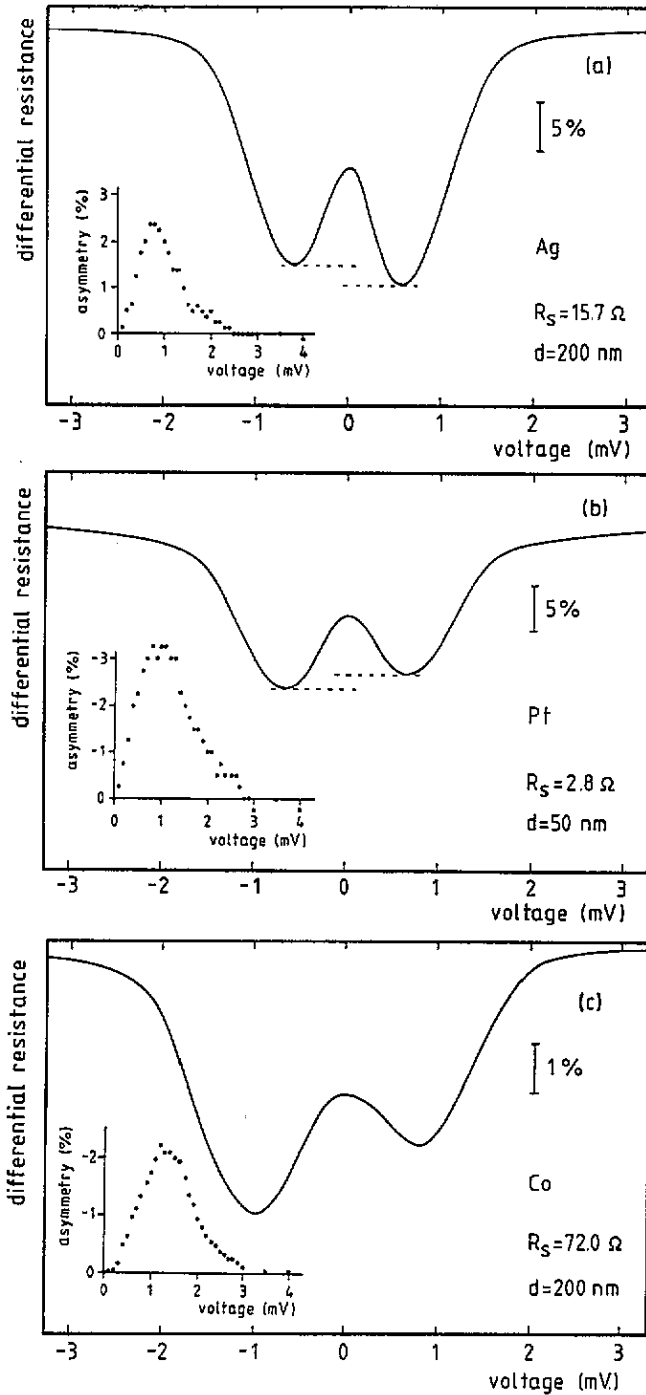 differential resistance
(a)
5%
asymmetry (%)
3
2
1
0
0 1 2 3 4
voltage (mV)
Ag
R_S=15.7 Ω
d=200 nm
-3 -2 -1 0 1 2 3
voltage (mV)
differential resistance
(b)
5%
asymmetry (%)
-3
-2
-1
0
0 1 2 3 4
voltage (mV)
Pt
R_S=2.8 Ω
d=50 nm
-3 -2 -1 0 1 2 3
voltage (mV)
differential resistance
(c)
1%
asymmetry (%)
-2
-1
0
0 1 2 3 4
voltage (mV)
Co
R_S=72.0 Ω
d=200 nm
-3 -2 -1 0 1 2 3
voltage (mV)